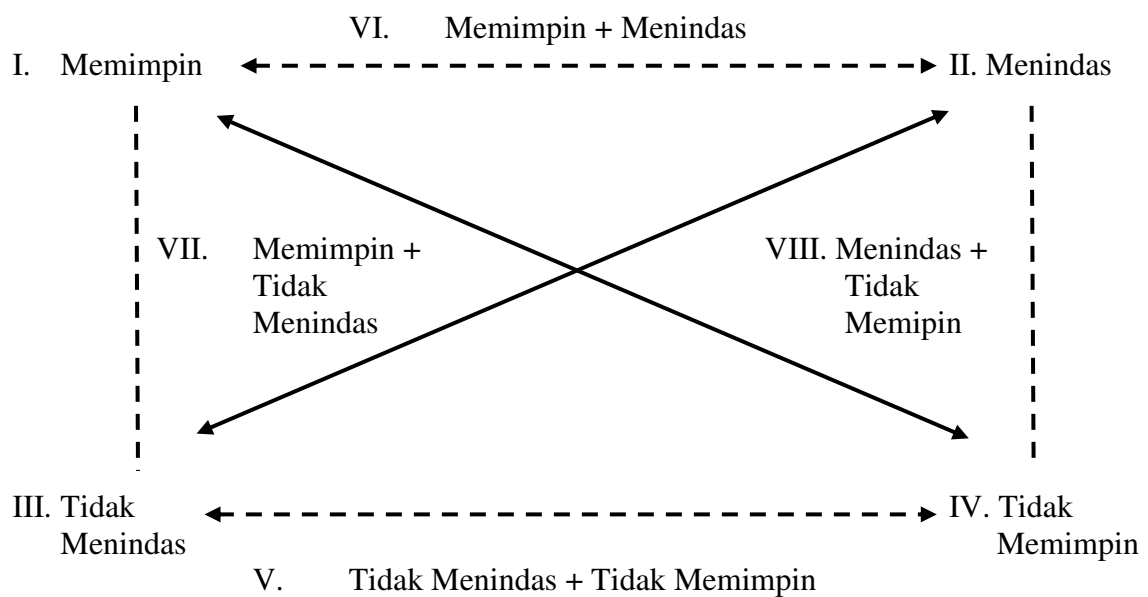 VI. Memimpin + Menindas
I. Memimpin
II. Menindas
VII. Memimpin +
Tidak
Menindas
VIII. Menindas +
Tidak
Memipin
III. Tidak
Menindas
IV. Tidak
Memimpin
V. Tidak Menindas + Tidak Memimpin